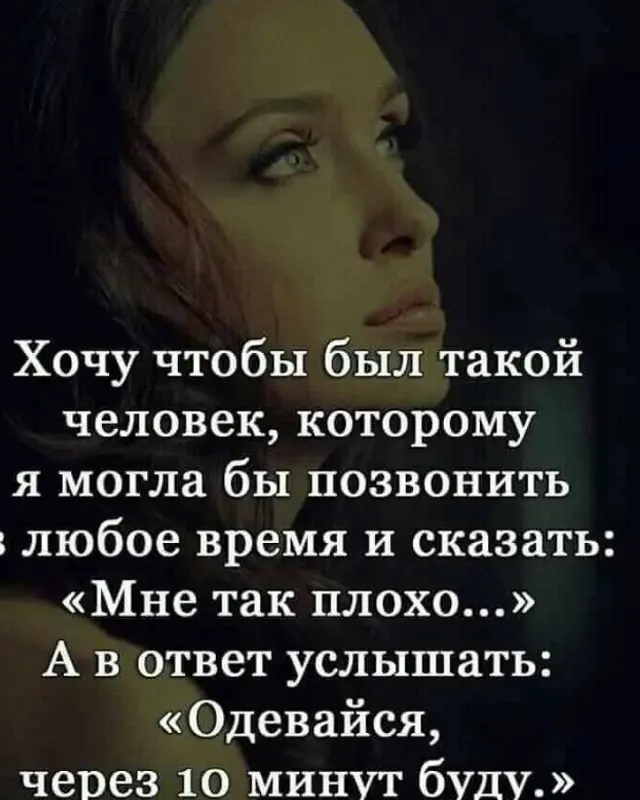 Хочу чтобы был такой
человек, которому
я могла бы позвонить
в любое время и сказать:
«Мне так плохо...»
А в ответ услышать:
«Одевайся,
через 10 минут буду.»